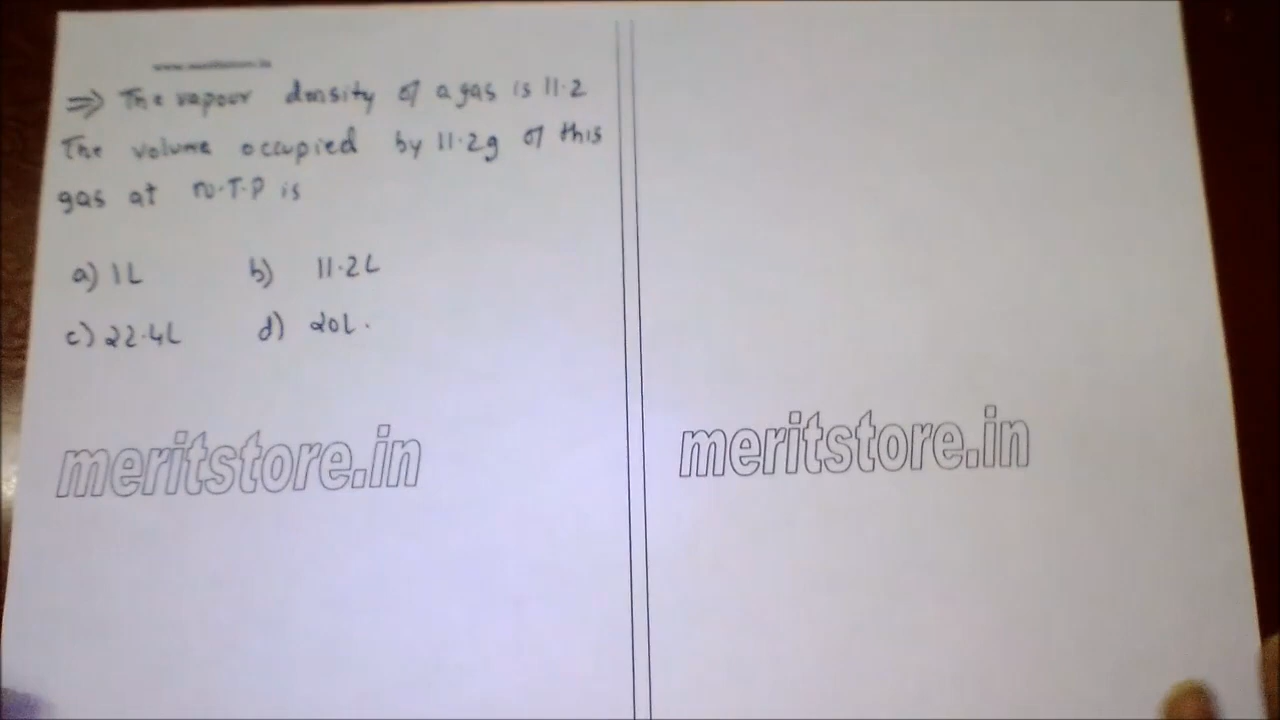 ⇒ The vapour density of a gas is 11.2
The volume occupied by 11.2g of this
gas at N.T.P is
a) 1L b) 11.2L
c) 22.4L d) 20L.
meritstore.in meritstore.in